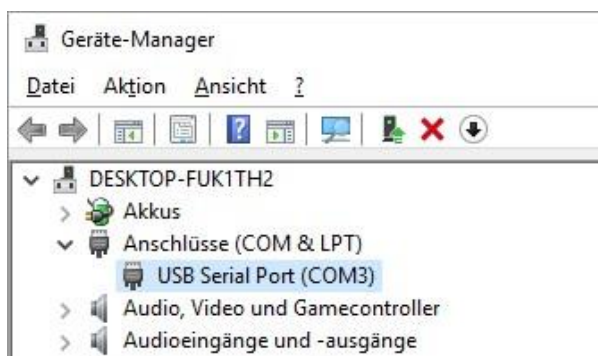 Geräte-Manager
Datei Aktion Ansicht ?
DESKTOP-FUK1TH2
Akkus
Anschlüsse (COM & LPT)
USB Serial Port (COM3)
Audio, Video und Gamecontroller
Audioeingänge und -ausgänge